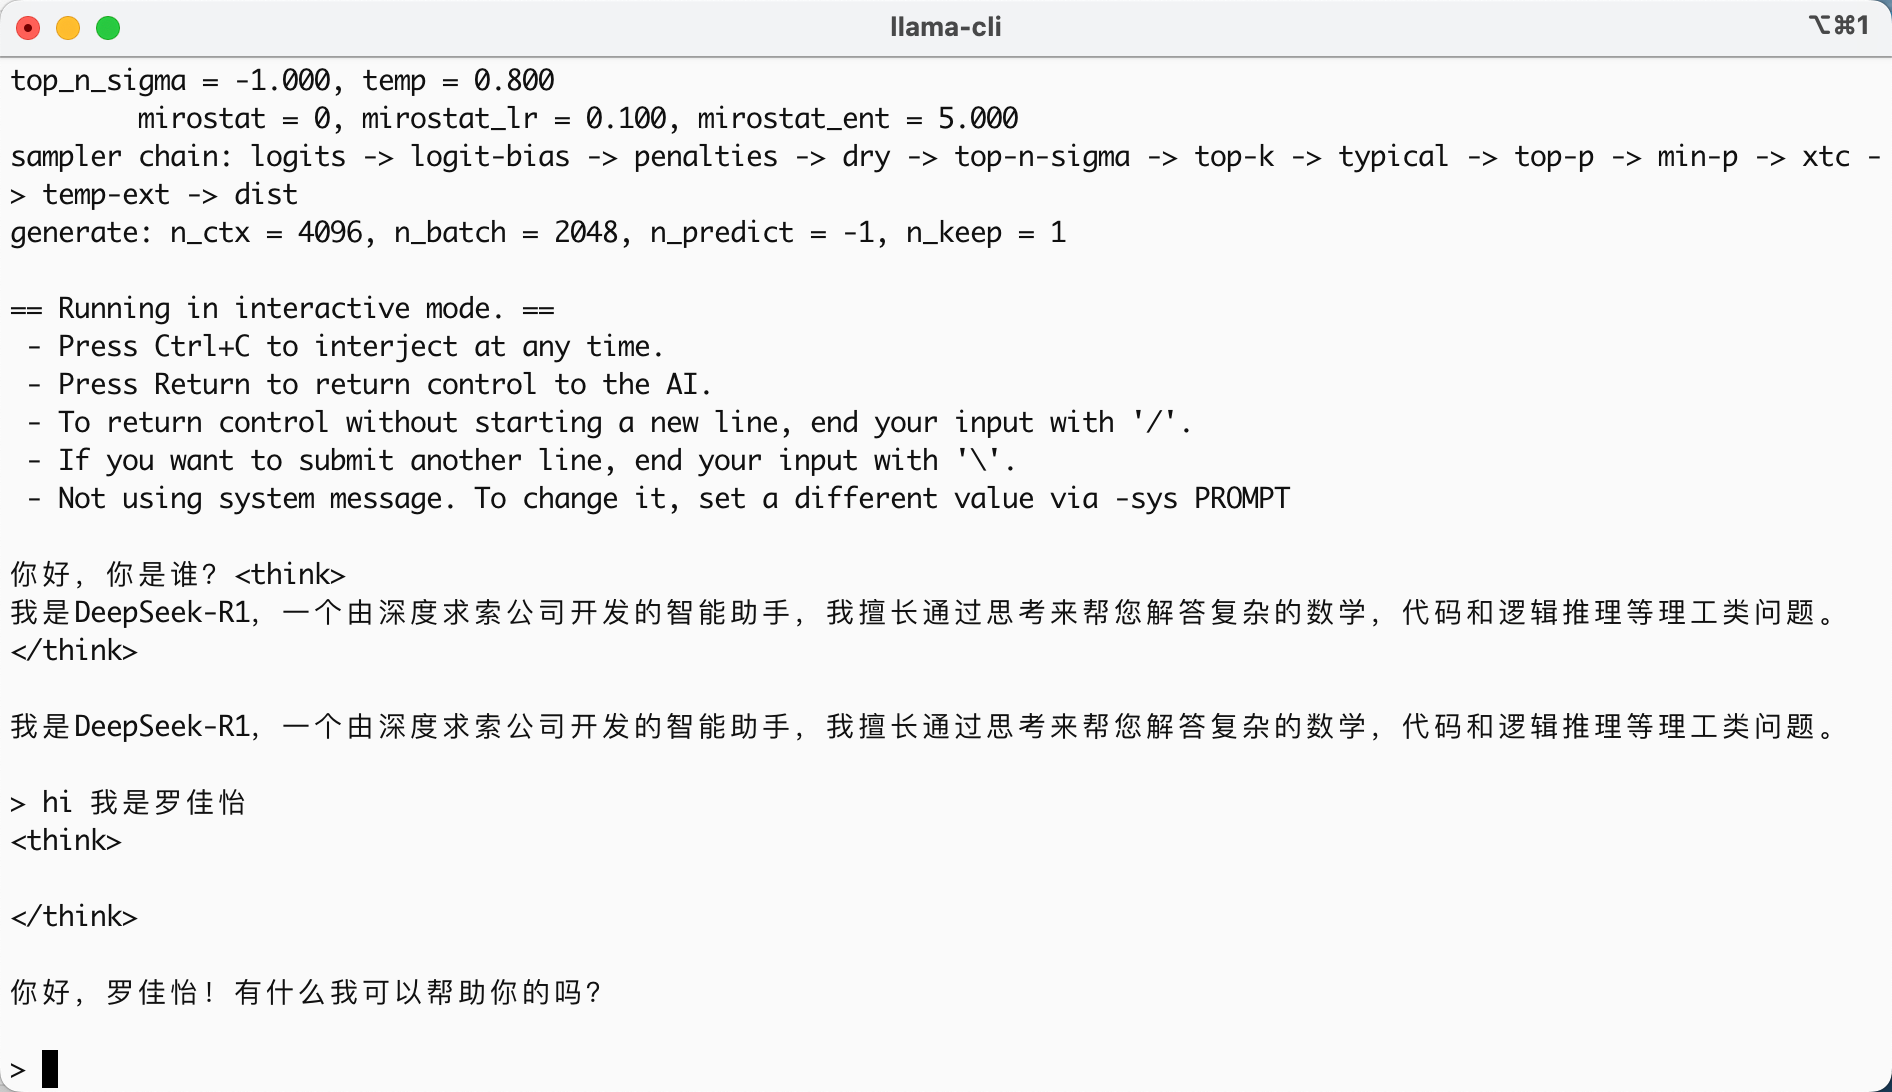 llama-cli
⌥⌘1
top_n_sigma = -1.000, temp = 0.800
        mirostat = 0, mirostat_lr = 0.100, mirostat_ent = 5.000
sampler chain: logits -> logit-bias -> penalties -> dry -> top-n-sigma -> top-k -> typical -> top-p -> min-p -> xtc -
> temp-ext -> dist
generate: n_ctx = 4096, n_batch = 2048, n_predict = -1, n_keep = 1
== Running in interactive mode. ==
 - Press Ctrl+C to interject at any time.
 - Press Return to return control to the AI.
 - To return control without starting a new line, end your input with '/'.
 - If you want to submit another line, end your input with '\'.
 - Not using system message. To change it, set a different value via -sys PROMPT
你好，你是谁？<think>
我是DeepSeek-R1，一个由深度求索公司开发的智能助手，我擅长通过思考来帮您解答复杂的数学，代码和逻辑推理等理工类问题。
</think>
我是DeepSeek-R1，一个由深度求索公司开发的智能助手，我擅长通过思考来帮您解答复杂的数学，代码和逻辑推理等理工类问题。
> hi 我是罗佳怡
<think>
</think>
你好，罗佳怡！有什么我可以帮助你的吗？
>